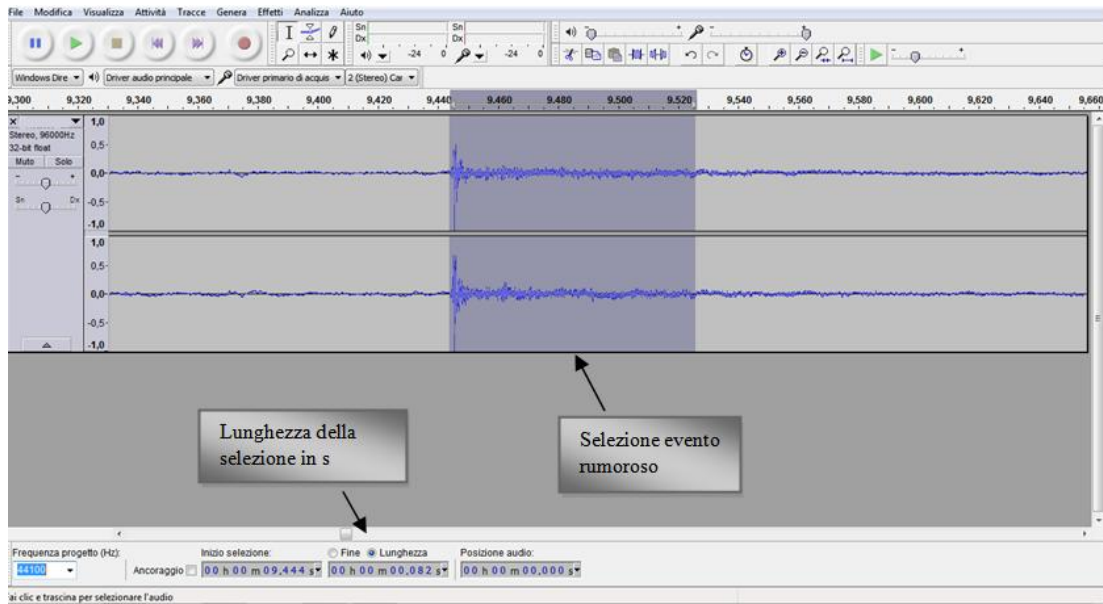 File Modifica Visualizza Attività Tracce Genera Effetti Analizza Aiuto
Sn Dx -24 0 Sn Dx -24 0
Windows Dire Driver audio principale Driver primario di acquis 2 (Stereo) Car
9,300 9,320 9,340 9,360 9,380 9,400 9,420 9,440 9,460 9,480 9,500 9,520 9,540 9,560 9,580 9,600 9,620 9,640 9,660
Stereo, 96000Hz
32-bit float
Muto Solo
- +
Sn Dx
1,0
0,5
0,0
-0,5
-1,0
1,0
0,5
0,0
-0,5
-1,0
Lunghezza della
selezione in s
Selezione evento
rumoroso
Frequenza progetto (Hz): Inizio selezione: Fine Lunghezza Posizione audio:
44100 Ancoraggio 00 h 00 m 09,444 s 00 h 00 m 00,082 s 00 h 00 m 00,000 s
ai clic e trascina per selezionare l'audio